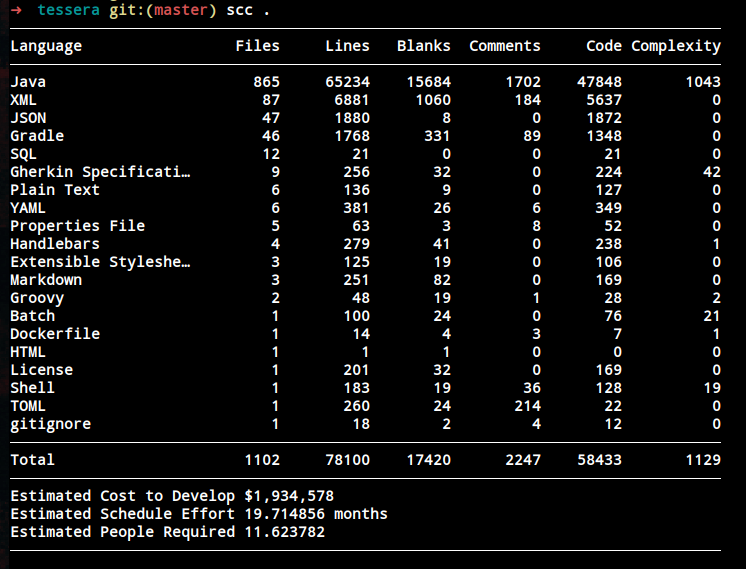 → tessera git:(master) scc .
Language Files Lines Blanks Comments Code Complexity
Java 865 65234 15684 1702 47848 1043
XML 87 6881 1060 184 5637 0
JSON 47 1880 8 0 1872 0
Gradle 46 1768 331 89 1348 0
SQL 12 21 0 0 21 0
Gherkin Specificati… 9 256 32 0 224 42
Plain Text 6 136 9 0 127 0
YAML 6 381 26 6 349 0
Properties File 5 63 3 8 52 0
Handlebars 4 279 41 0 238 1
Extensible Styleshe… 3 125 19 0 106 0
Markdown 3 251 82 0 169 0
Groovy 2 48 19 1 28 2
Batch 1 100 24 0 76 21
Dockerfile 1 14 4 3 7 1
HTML 1 1 1 0 0 0
License 1 201 32 0 169 0
Shell 1 183 19 36 128 19
TOML 1 260 24 214 22 0
gitignore 1 18 2 4 12 0
Total 1102 78100 17420 2247 58433 1129
Estimated Cost to Develop $1,934,578
Estimated Schedule Effort 19.714856 months
Estimated People Required 11.623782